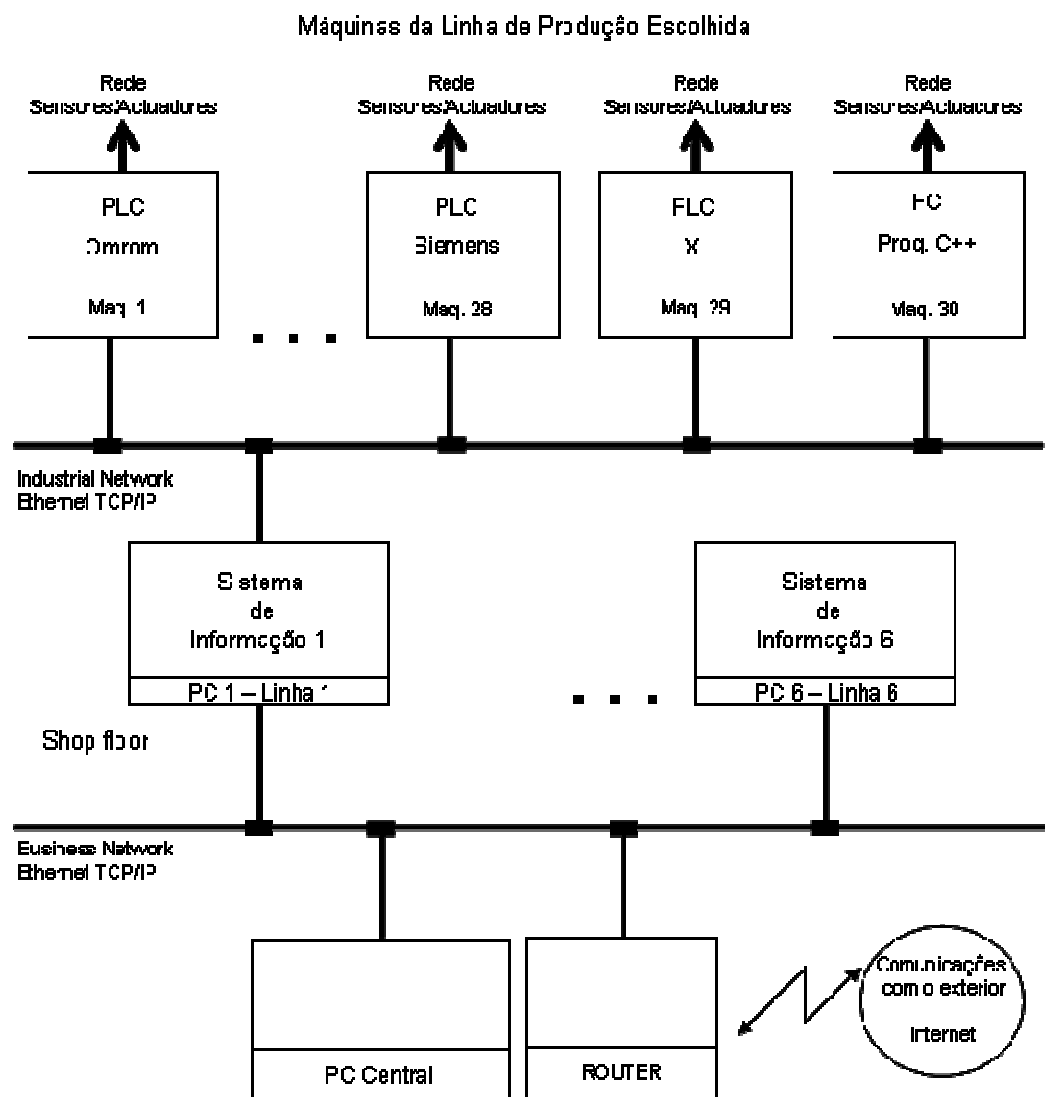 Máquinas da Linha de Produção Escolhida
Rede
Sensores/Actuadores
Rede
Sensores/Actuadores
Rede
Sensores/Actuadores
Rede
Sensores/Actuadores
PLC
Omrom
Maq. 1
PLC
Siemens
Maq. 28
PLC
X
Maq. 29
PC
Prog. C++
Maq. 30
. . .
Industrial Network
Ethernet TCP/IP
Sistema
de
Informação 1
PC 1 – Linha 1
. . .
Sistema
de
Informação 6
PC 6 – Linha 6
Shop floor
Business Network
Ethernet TCP/IP
PC Central
ROUTER
Comunicações
com o exterior
Internet